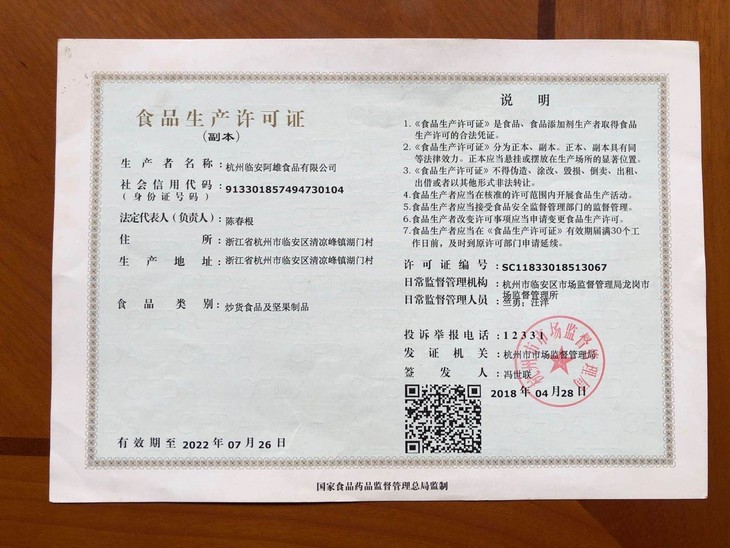 食品生产许可证
(副本)
生产者名称：杭州临安阿雄食品有限公司
社会信用代码：913301857494730104
(身份证号码)
法定代表人(负责人)：陈春根
住所：浙江省杭州市临安区清凉峰镇湖门村
生产地址：浙江省杭州市临安区清凉峰镇湖门村
食品类别：炒货食品及坚果制品
有效期至 2022 年 07 月 26 日
说明
1.《食品生产许可证》是食品、食品添加剂生产者取得食品
生产许可的合法凭证。
2.《食品生产许可证》分为正本、副本。正本、副本具有同
等法律效力。正本应当悬挂或摆放在生产场所的显著位置。
3.《食品生产许可证》不得伪造、涂改、毁损、倒卖、出租、
出借或者以其他形式非法转让。
4.食品生产者应当在核准的许可范围内开展食品生产活动。
5.食品生产者应当接受食品安全监督管理部门的监督管理。
6.食品生产者改变许可事项应当申请变更食品生产许可。
7.食品生产者应当在《食品生产许可证》有效期届满30个工
作日前，及时到原许可部门申请延续。
许可证编号：SC11833018513067
日常监督管理机构：杭州市临安区市场监督管理局龙岗市
场监督管理所
日常监督管理人员：竺勇；汪洋
投诉举报电话：12331
发证机关：杭州市市场监督管理局
签发人：冯世联
2018 年 04 月 28 日
杭州市市场监督管理局
国家食品药品监督管理总局监制